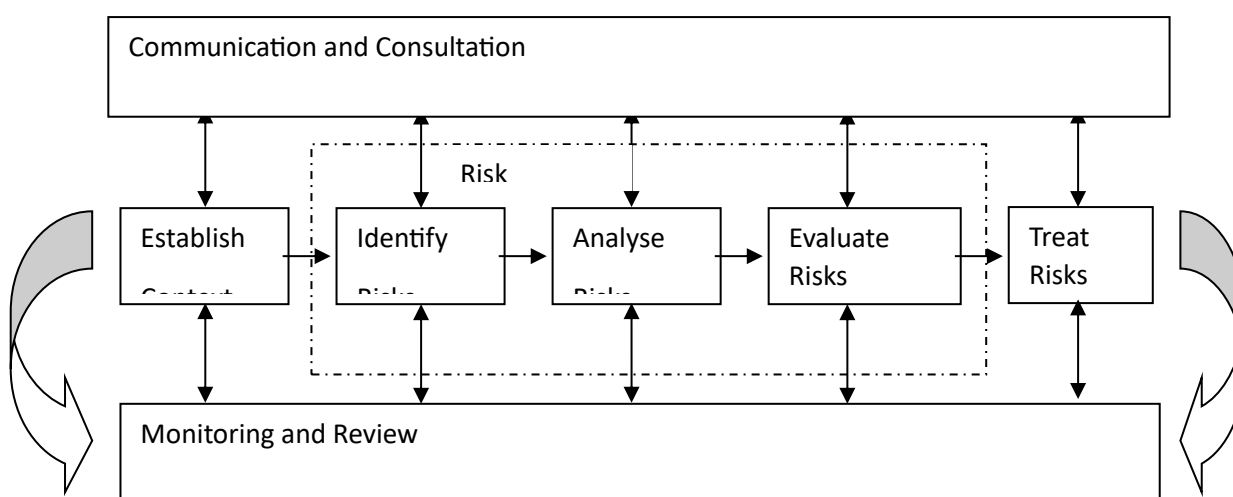 Communication and Consultation
Risk
Establish
Identify
Analyse
Evaluate
Risks
Treat
Risks
Monitoring and Review